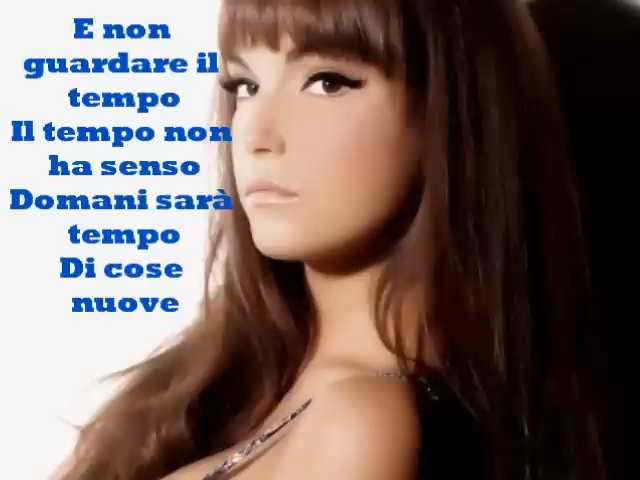 E non
guardare il
tempo
Il tempo non
ha senso
Domani sarà
tempo
Di cose
nuove